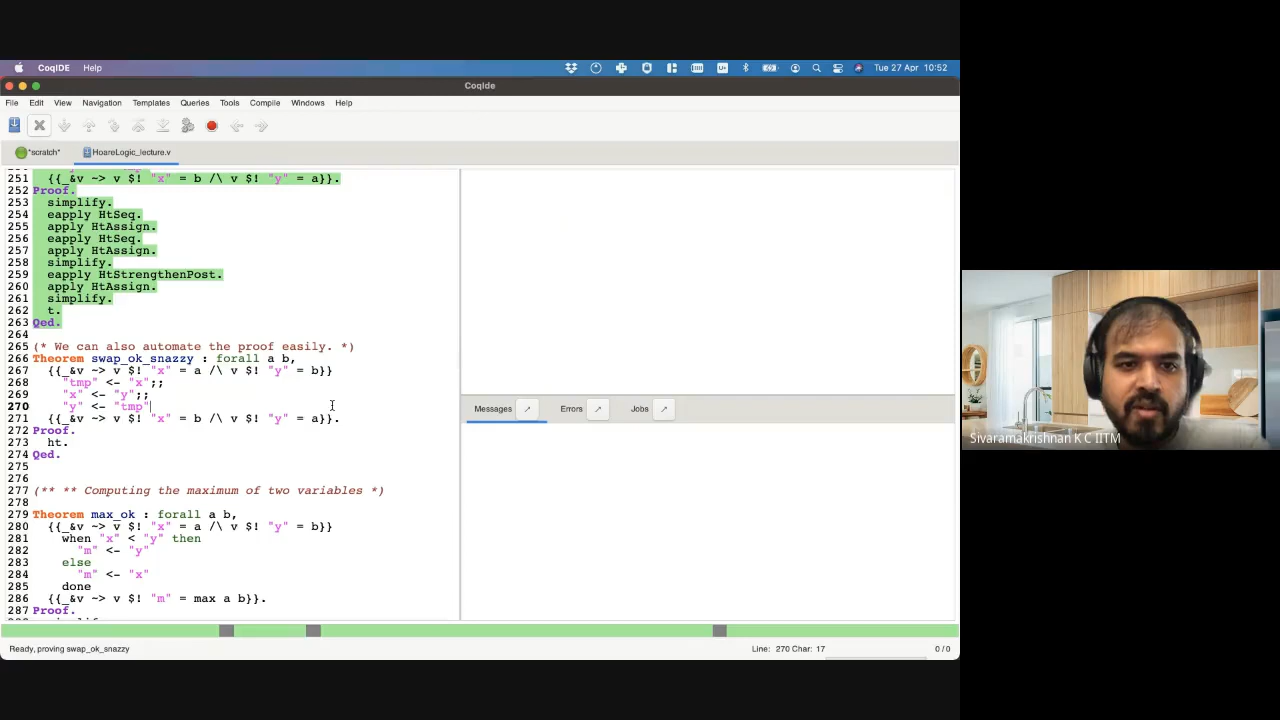 CoqIDE Help
Tue 27 Apr 10:52
CoqIde
File Edit View Navigation Templates Queries Tools Compile Windows Help
*scratch* HoareLogic_lecture.v
251 {{_&v ~> v $! "x" = b /\ v $! "y" = a}}.
252 Proof.
253 simplify.
254 eapply HtSeq.
255 apply HtAssign.
256 eapply HtSeq.
257 apply HtAssign.
258 simplify.
259 eapply HtStrengthenPost.
260 apply HtAssign.
261 simplify.
262 t.
263 Qed.
264
265 (* We can also automate the proof easily. *)
266 Theorem swap_ok_snazzy : forall a b,
267 {{_&v ~> v $! "x" = a /\ v $! "y" = b}}
268 "tmp" <- "x";;
269 "x" <- "y";;
270 "y" <- "tmp"
271 {{_&v ~> v $! "x" = b /\ v $! "y" = a}}.
272 Proof.
273 ht.
274 Qed.
275
276
277 (** ** Computing the maximum of two variables *)
278
279 Theorem max_ok : forall a b,
280 {{_&v ~> v $! "x" = a /\ v $! "y" = b}}
281 when "x" < "y" then
282 "m" <- "y"
283 else
284 "m" <- "x"
285 done
286 {{_&v ~> v $! "m" = max a b}}.
287 Proof.
Messages Errors Jobs
Ready, proving swap_ok_snazzy
Line: 270 Char: 17
0 / 0
Sivaramakrishnan K C IITM